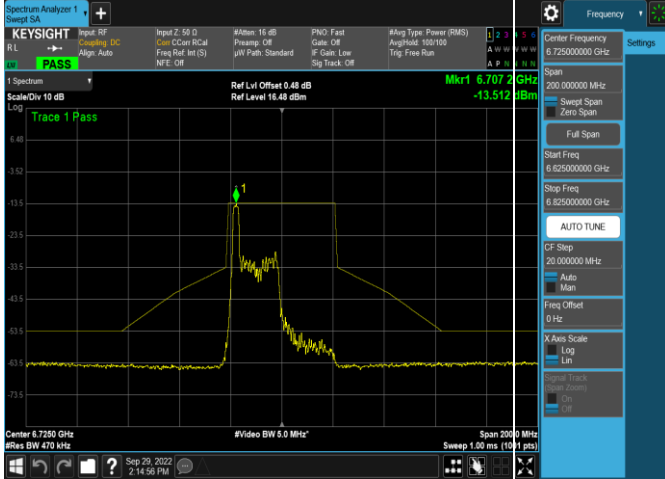 Spectrum Analyzer 1
Swept SA
+
Frequency
KEYSIGHT
R L
LV
PASS
Input: RF
Coupling: DC
Align: Auto
Input Z: 50 Ω
Corr CCorr RCal
Freq Ref: Int (S)
NFE: Off
#Atten: 16 dB
Preamp: Off
µW Path: Standard
PNO: Fast
Gate: Off
IF Gain: Low
Sig Track: Off
#Avg Type: Power (RMS)
Avg|Hold: 100/100
Trig: Free Run
1 2 3 4 5 6
A W W W W W
A P N N N N
1 Spectrum
Scale/Div 10 dB
Log
Ref Lvl Offset 0.48 dB
Ref Level 16.48 dBm
Mkr1 6.707 2 GHz
-13.512 dBm
Trace 1 Pass
6.48
-3.52
-13.5
-23.5
-33.5
-43.5
-53.5
-63.5
-73.5
1
Center 6.7250 GHz
#Res BW 470 kHz
#Video BW 5.0 MHz*
Span 200.0 MHz
Sweep 1.00 ms (1001 pts)
Sep 29, 2022
2:14:56 PM
?
Settings
Center Frequency
6.725000000 GHz
Span
200.000000 MHz
Swept Span
Zero Span
Full Span
Start Freq
6.625000000 GHz
Stop Freq
6.825000000 GHz
AUTO TUNE
CF Step
20.000000 MHz
Auto
Man
Freq Offset
0 Hz
X Axis Scale
Log
Lin
Signal Track
(Span Zoom)
On
Off